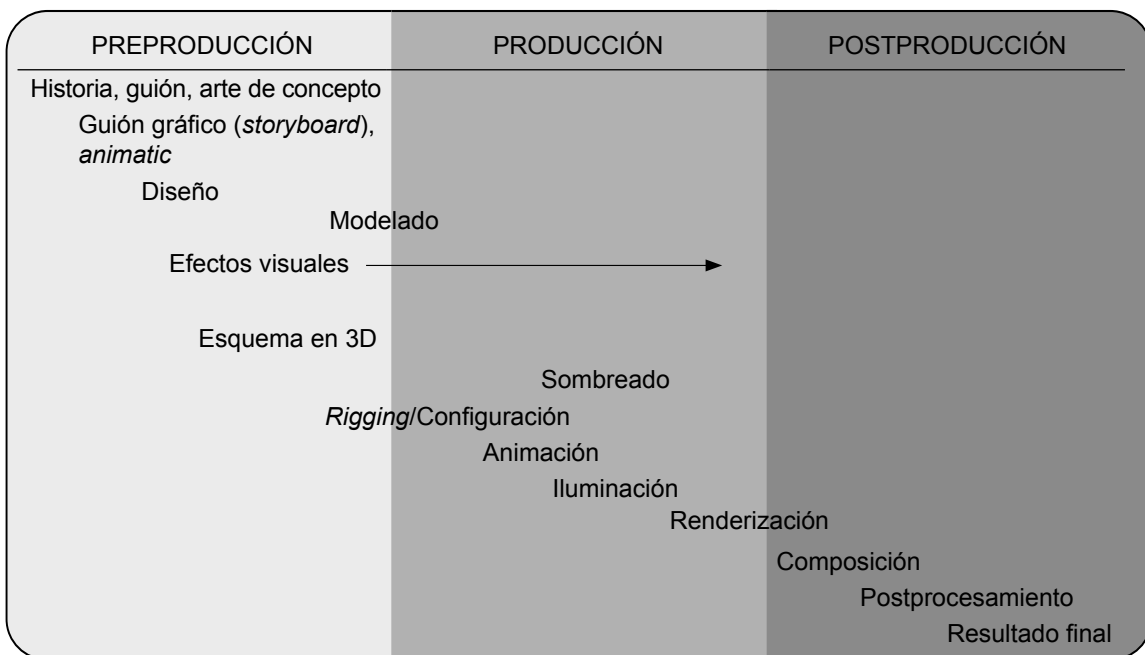 PREPRODUCCIÓN
PRODUCCIÓN
POSTPRODUCCIÓN
Historia, guión, arte de concepto
Guión gráfico (storyboard),
animatic
Diseño
Modelado
Efectos visuales
Esquema en 3D
Sombreado
Rigging/Configuración
Animación
Iluminación
Renderización
Composición
Postprocesamiento
Resultado final